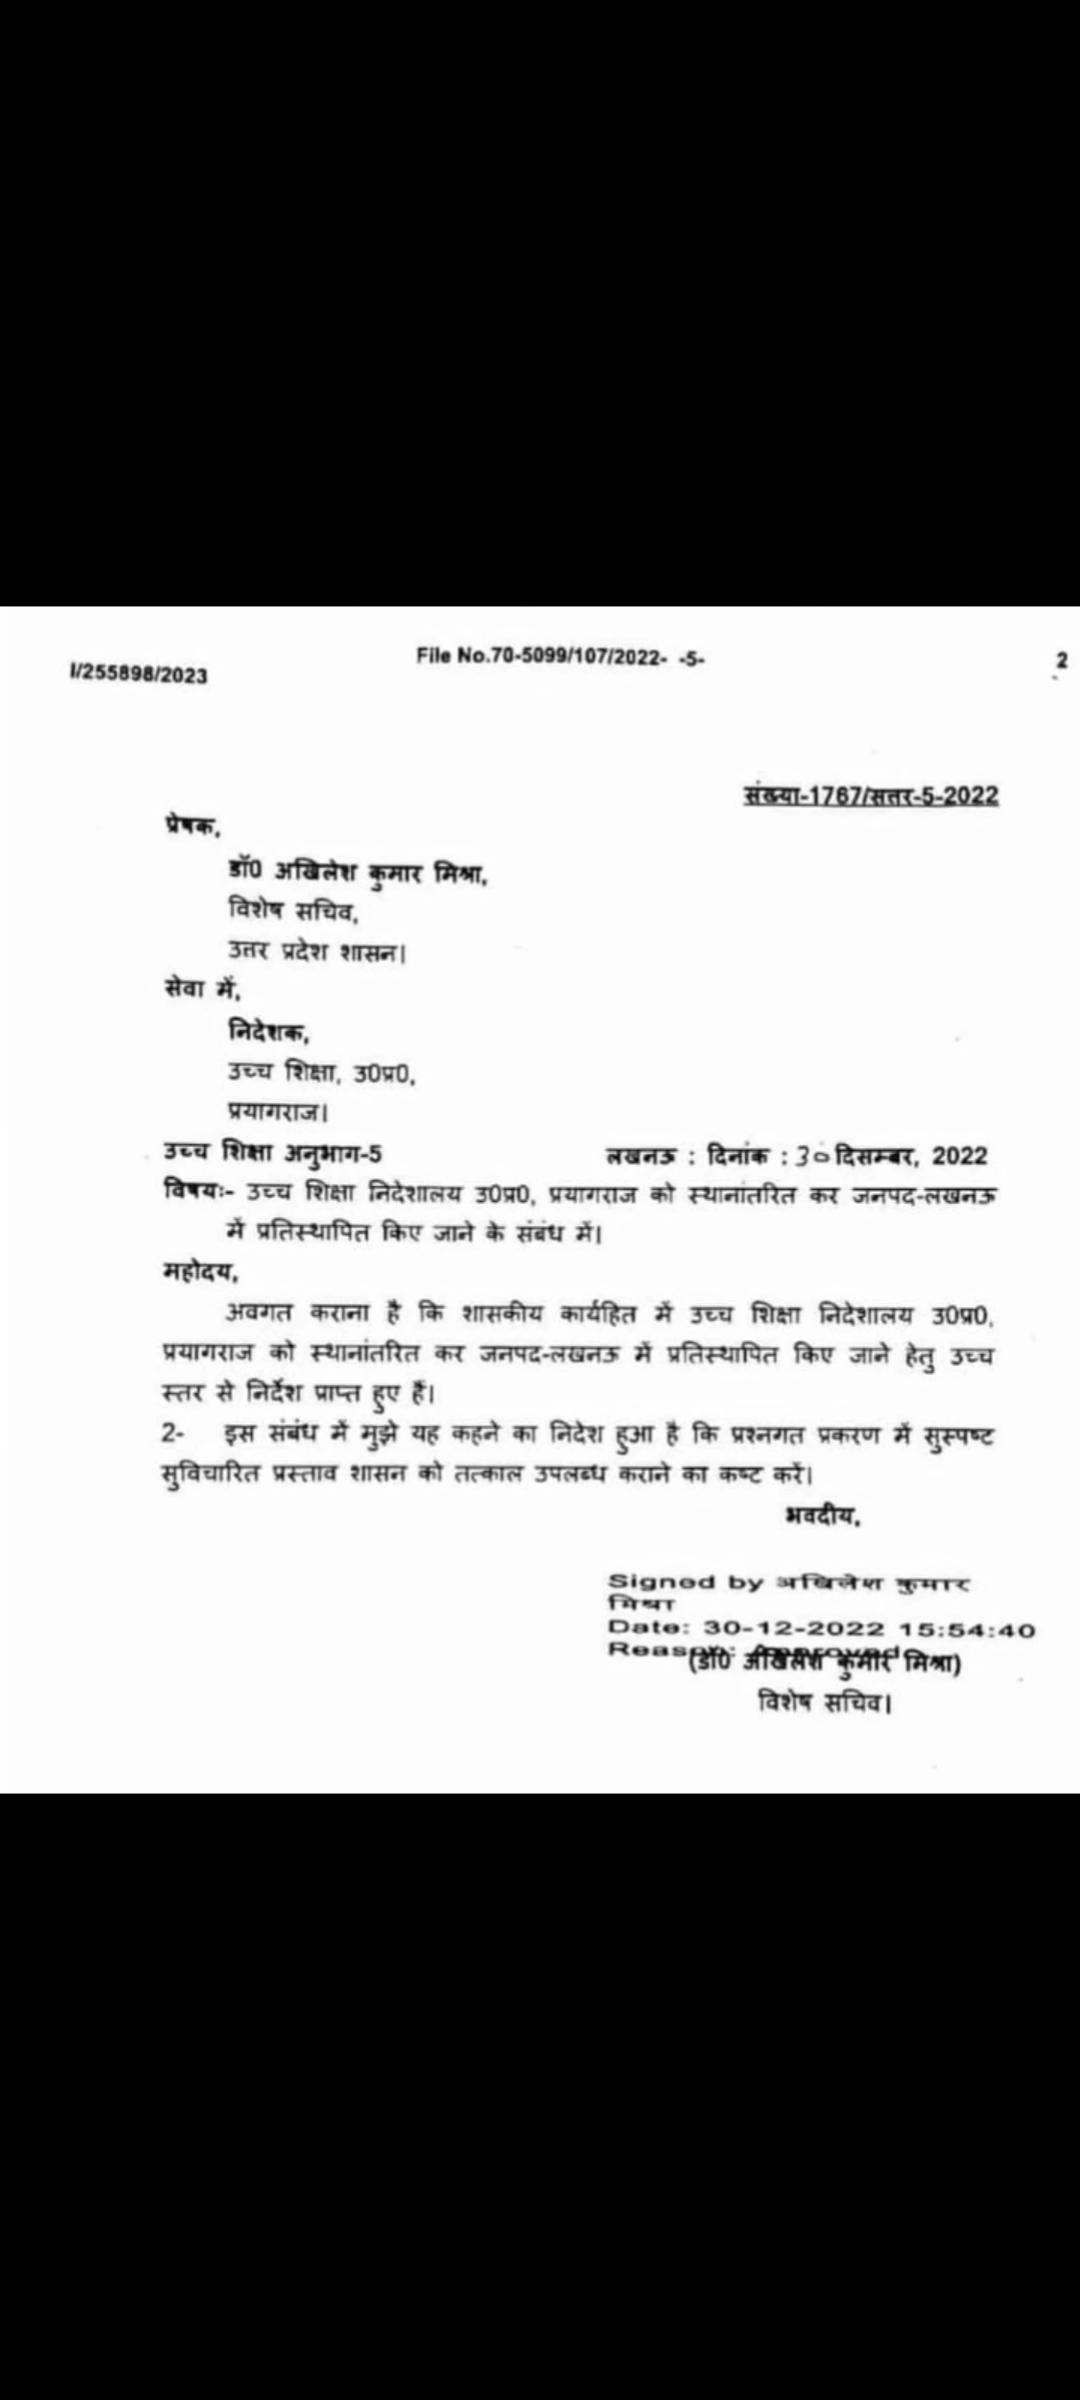 I/255898/2023
File No.70-5099/107/2022- -5-
2
संख्या-1767/सत्तर-5-2022
प्रेषक,
डॉ0 अखिलेश कुमार मिश्रा,
विशेष सचिव,
उत्तर प्रदेश शासन।
सेवा में,
निदेशक,
उच्च शिक्षा, उ0प्र0,
प्रयागराज।
उच्च शिक्षा अनुभाग-5 लखनऊ : दिनांक : 30 दिसम्बर, 2022
विषयः- उच्च शिक्षा निदेशालय उ0प्र0, प्रयागराज को स्थानांतरित कर जनपद-लखनऊ
में प्रतिस्थापित किए जाने के संबंध में।
महोदय,
अवगत कराना है कि शासकीय कार्यहित में उच्च शिक्षा निदेशालय उ0प्र0,
प्रयागराज को स्थानांतरित कर जनपद-लखनऊ में प्रतिस्थापित किए जाने हेतु उच्च
स्तर से निर्देश प्राप्त हुए हैं।
2- इस संबंध में मुझे यह कहने का निदेश हुआ है कि प्रश्नगत प्रकरण में सुस्पष्ट
सुविचारित प्रस्ताव शासन को तत्काल उपलब्ध कराने का कष्ट करें।
भवदीय,
Signed by अखिलेश कुमार
मिश्रा
Date: 30-12-2022 15:54:40
Reason: Approved
(डॉ0 अखिलेश कुमार मिश्रा)
विशेष सचिव।